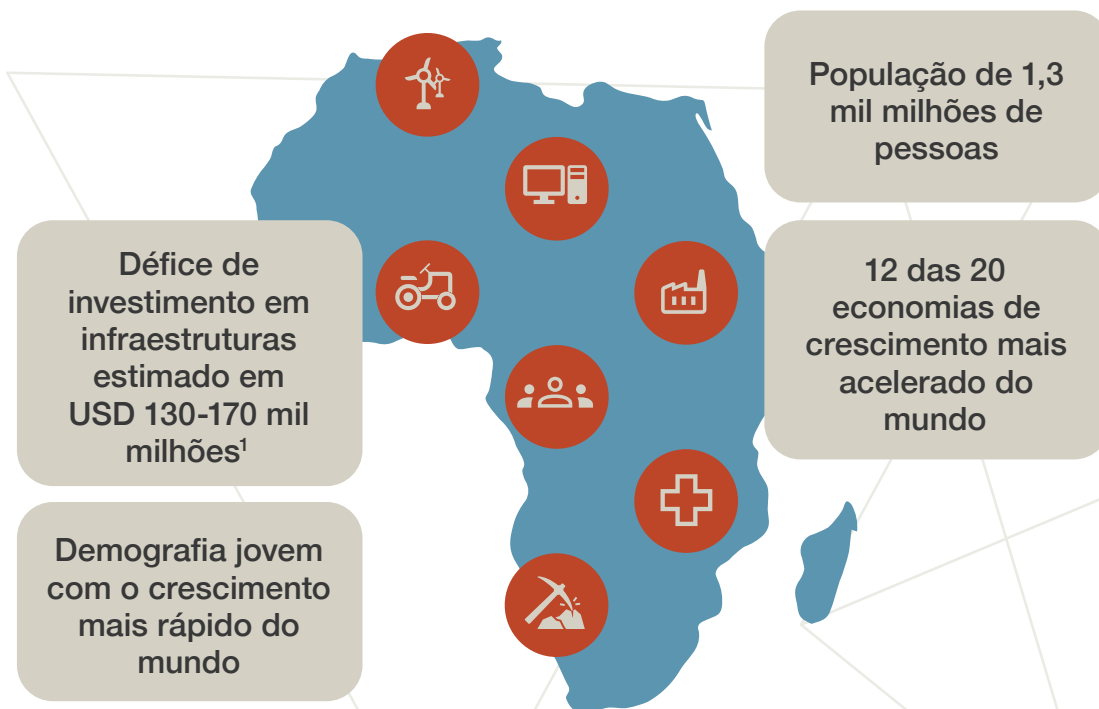 População de 1,3
mil milhões de
pessoas
Défice de
investimento em
infraestruturas
estimado em
USD 130-170 mil
milhões¹
12 das 20
economias de
crescimento mais
acelerado do
mundo
Demografia jovem
com o crescimento
mais rápido do
mundo